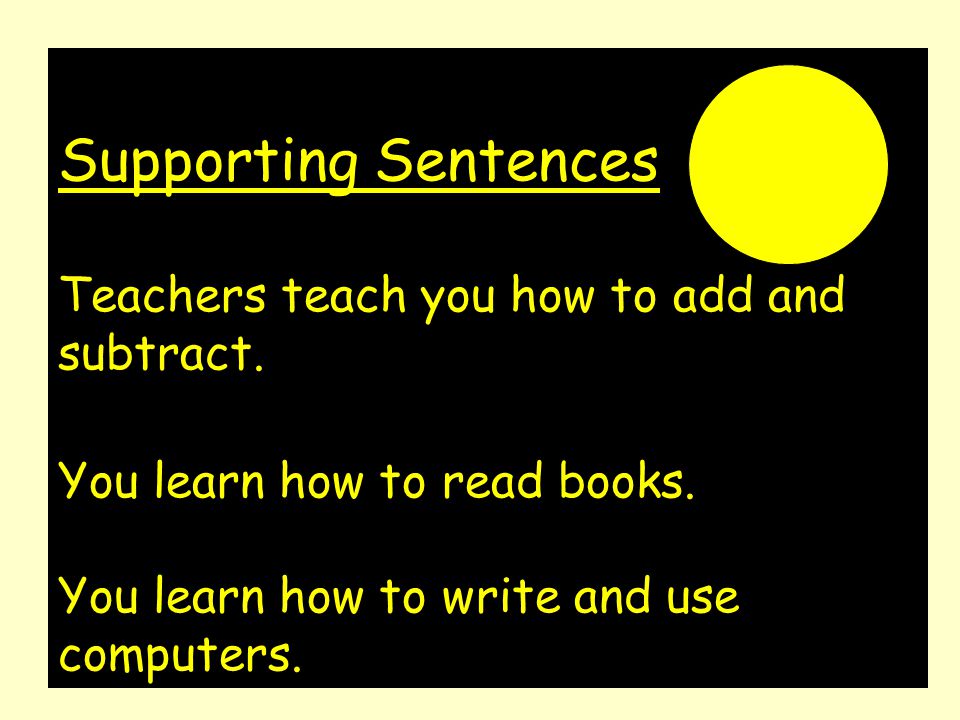 Supporting Sentences
Teachers teach you how to add and
subtract.
You learn how to read books.
You learn how to write and use
computers.